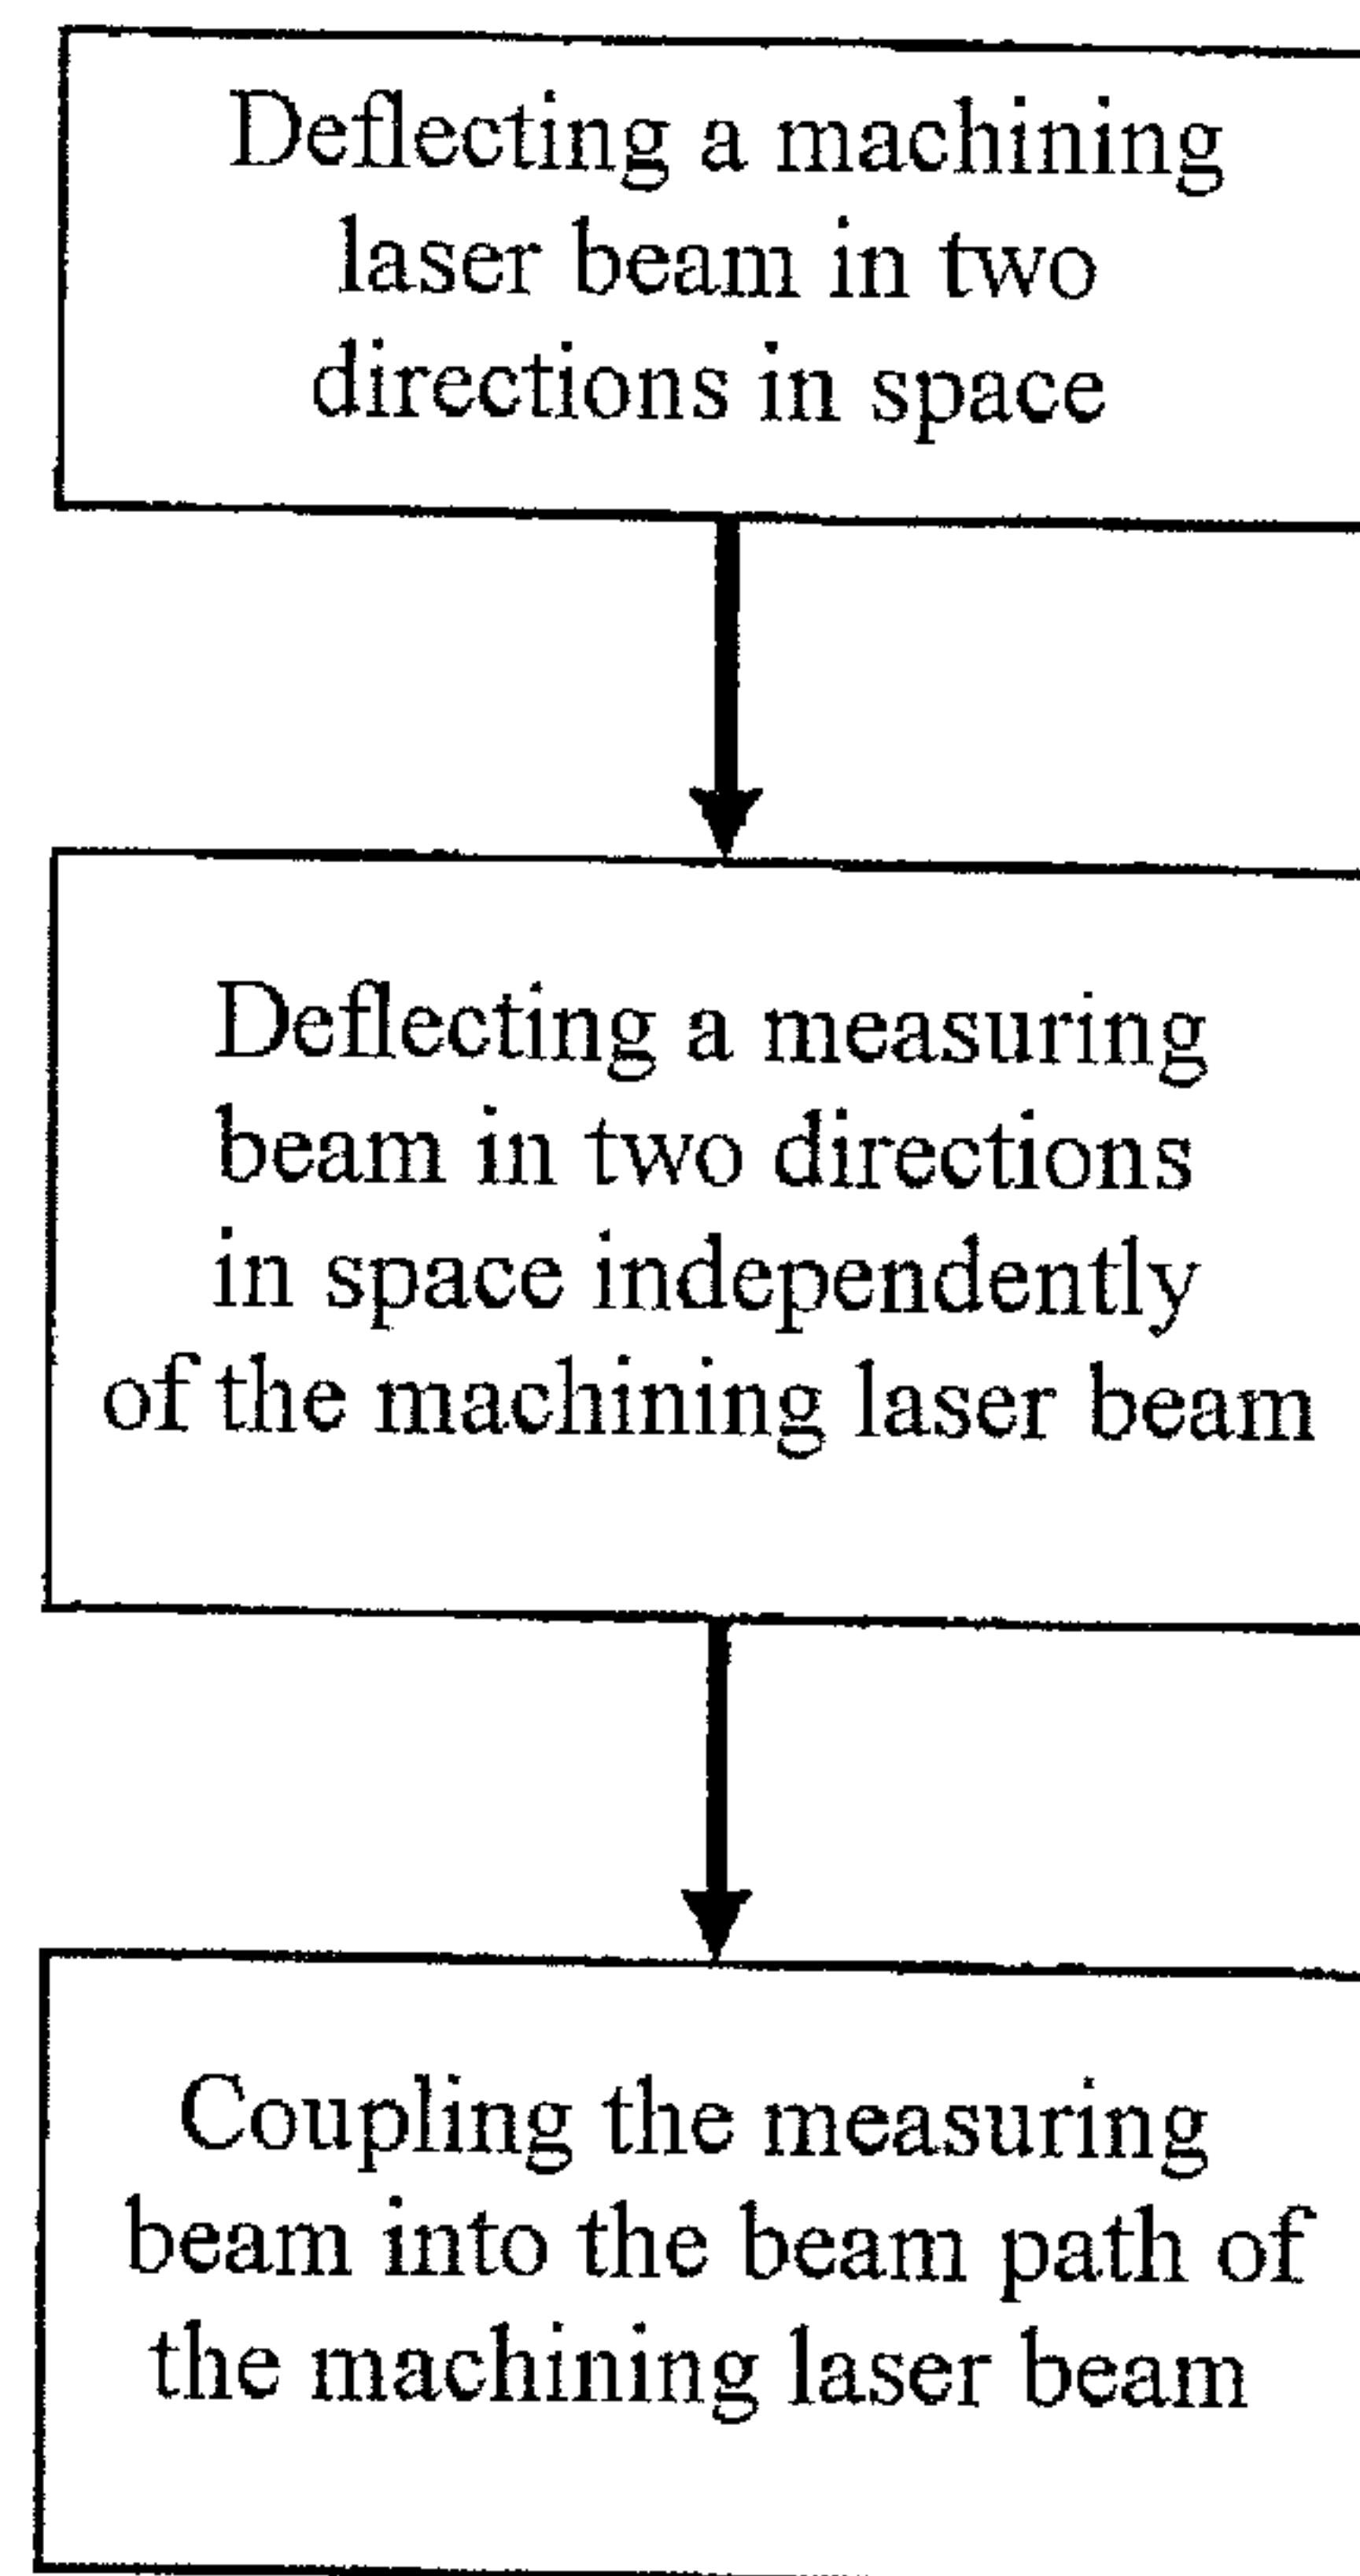 Deflecting a machining
laser beam in two
directions in space
Deflecting a measuring
beam in two directions
in space independently
of the machining laser beam
Coupling the measuring
beam into the beam path of
the machining laser beam